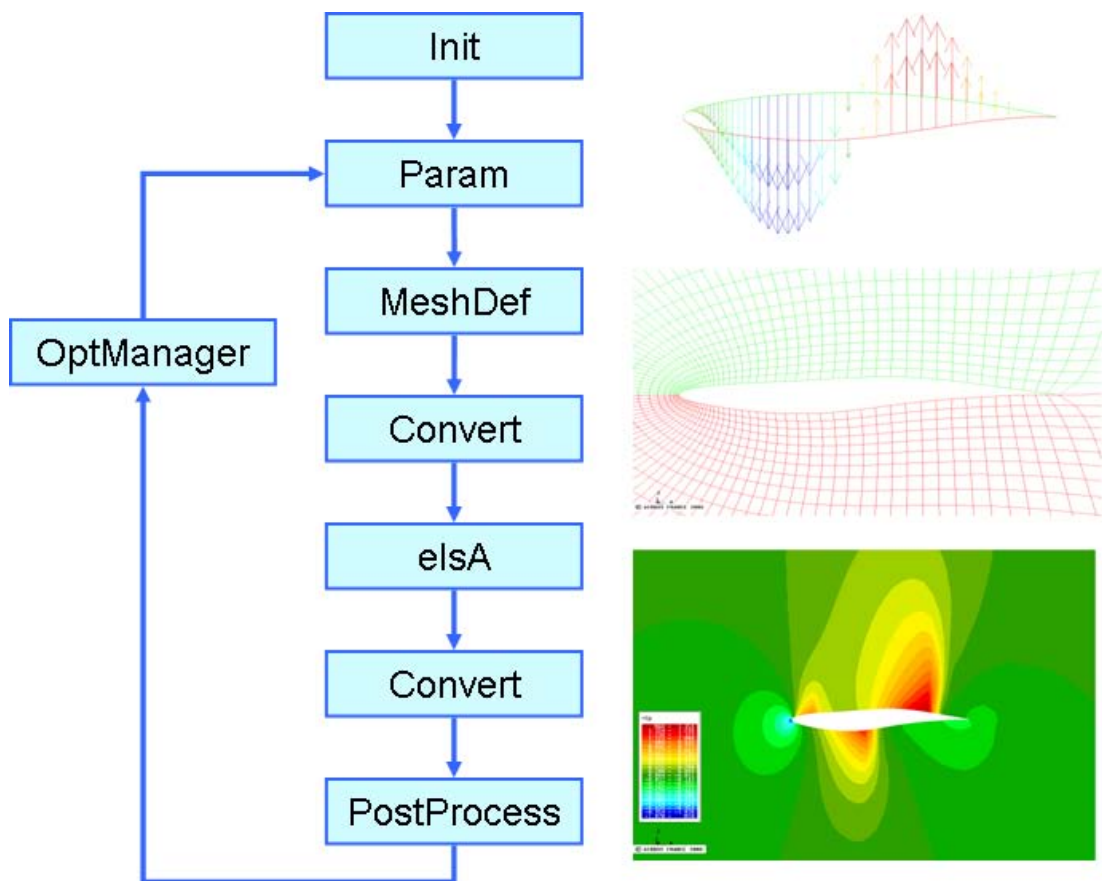 Init
Param
MeshDef
OptManager
Convert
elsA
Convert
PostProcess